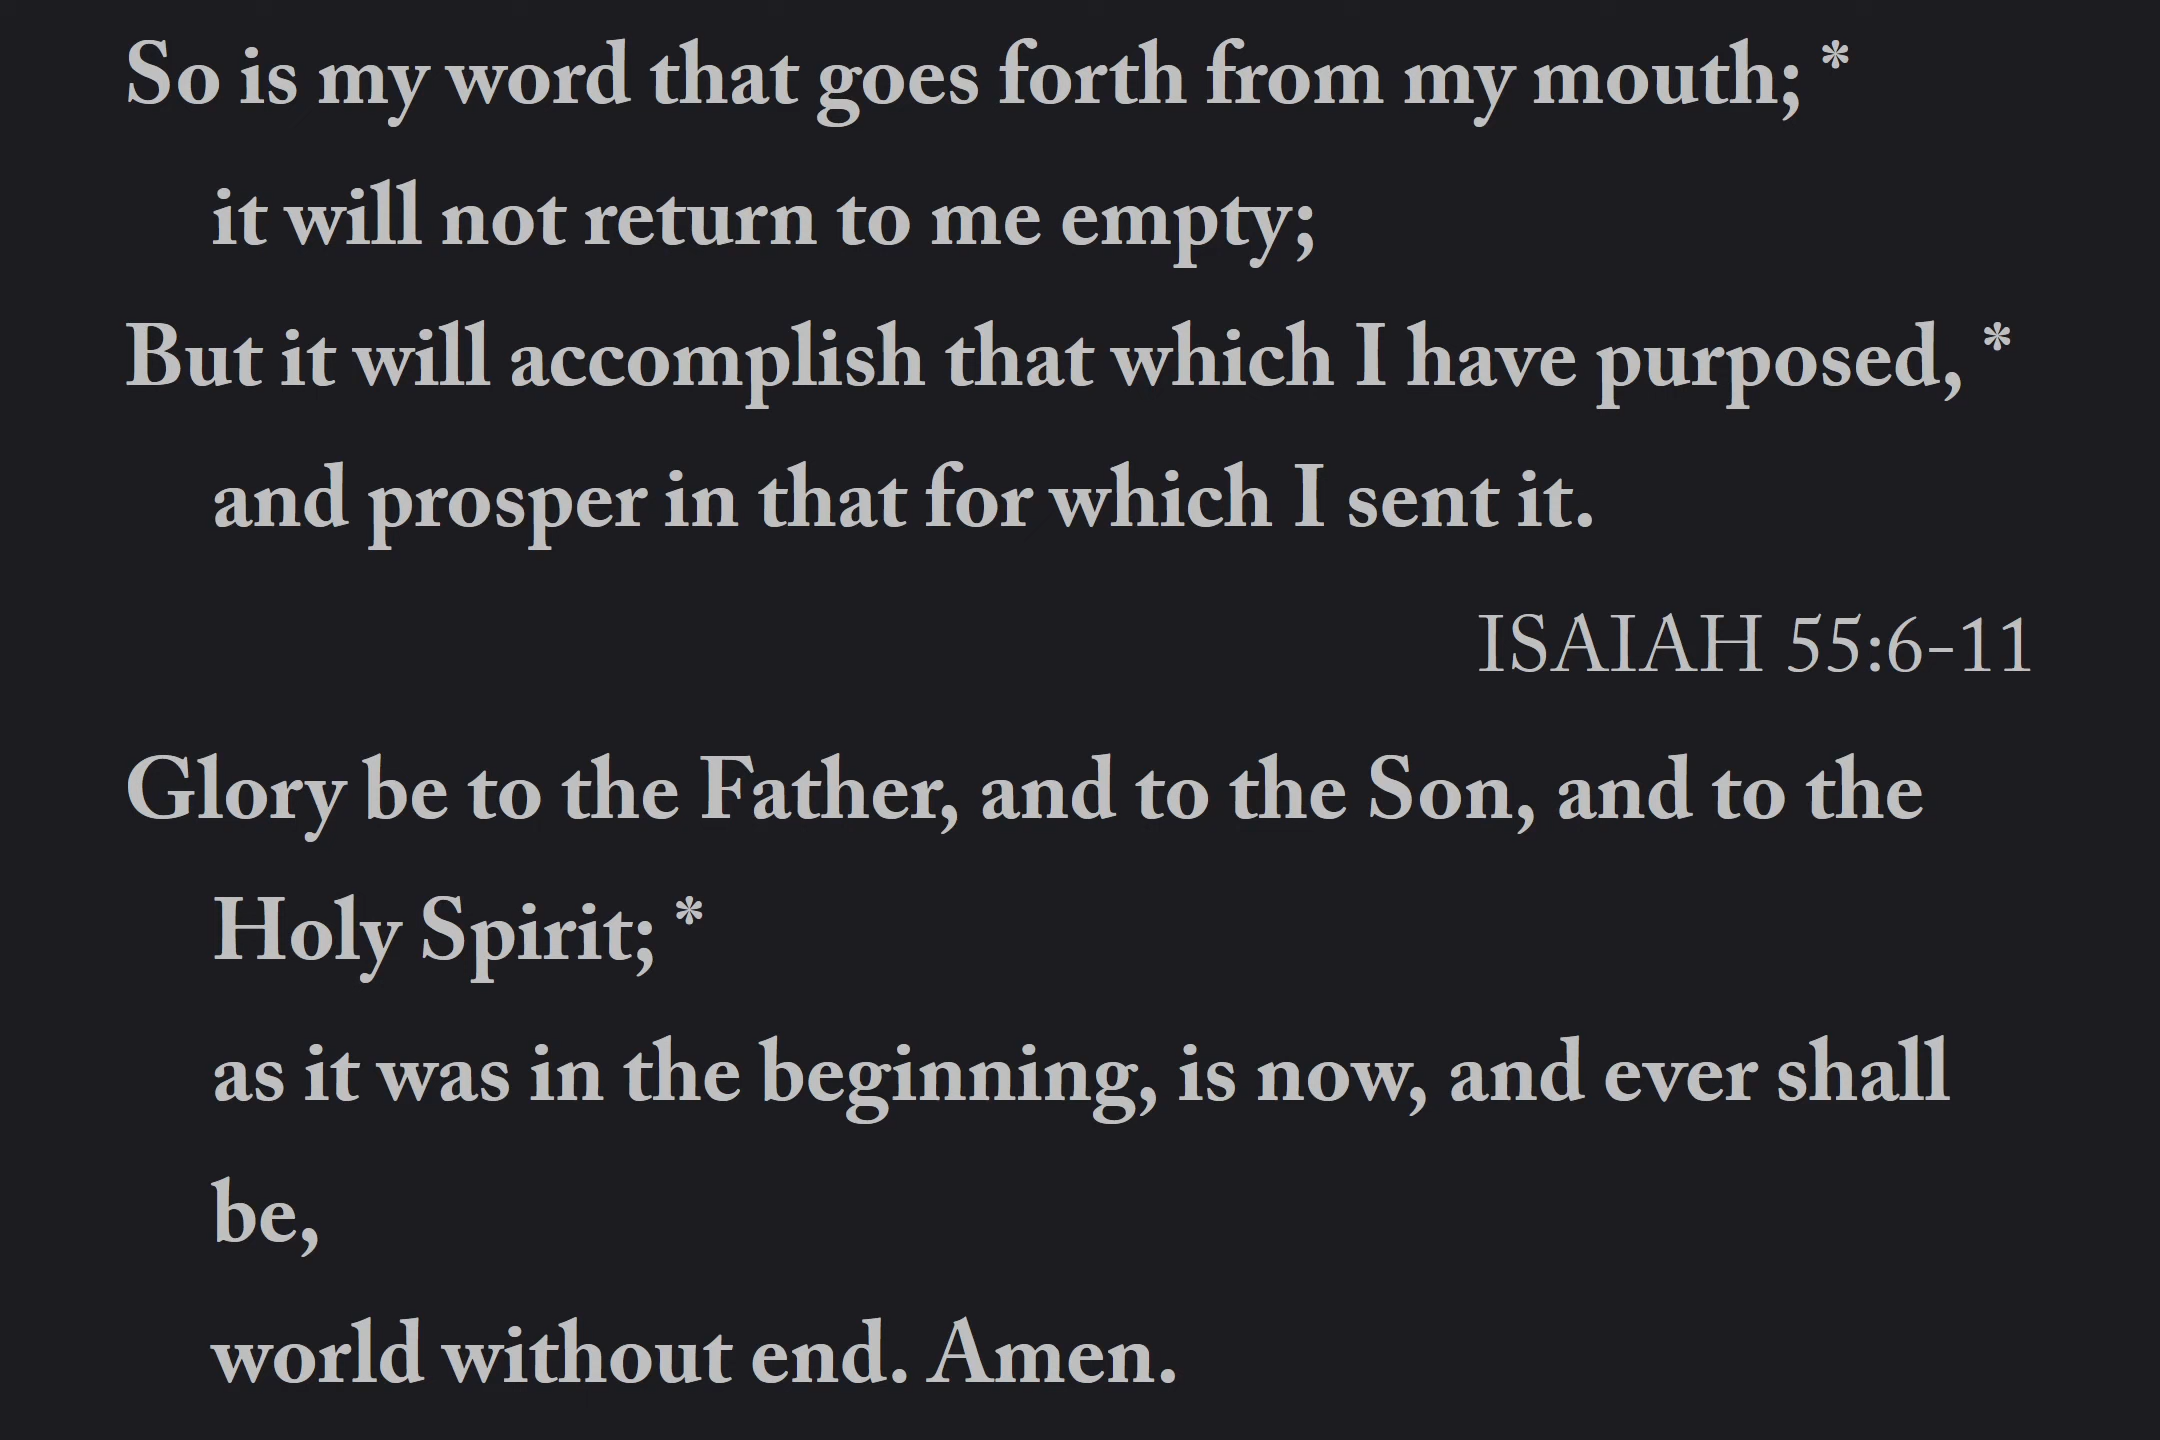 So is my word that goes forth from my mouth; *
it will not return to me empty;
But it will accomplish that which I have purposed, *
and prosper in that for which I sent it.
ISAIAH 55:6-11
Glory be to the Father, and to the Son, and to the
Holy Spirit; *
as it was in the beginning, is now, and ever shall
be,
world without end. Amen.